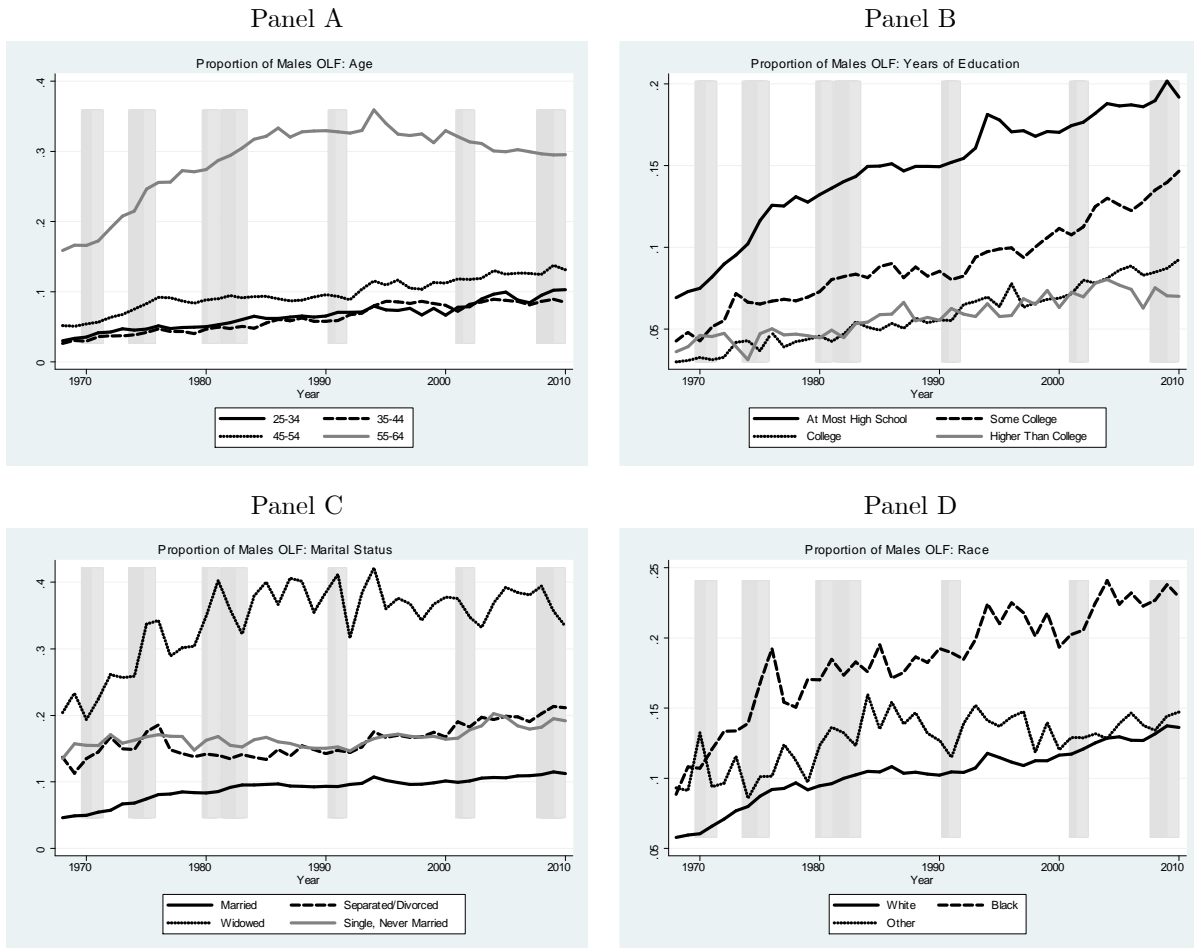 Panel A
Proportion of Males OLF: Age
.4
.3
.2
.1
0
1970 1980 1990 2000 2010
Year
25-34 35-44
45-54 55-64
Panel B
Proportion of Males OLF: Years of Education
.2
.15
.1
.05
1970 1980 1990 2000 2010
Year
At Most High School Some College
College Higher Than College
Panel C
Proportion of Males OLF: Marital Status
.4
.3
.2
.1
0
1970 1980 1990 2000 2010
Year
Married Separated/Divorced
Widowed Single, Never Married
Panel D
Proportion of Males OLF: Race
.25
.2
.15
.1
.05
1970 1980 1990 2000 2010
Year
White Black
Other